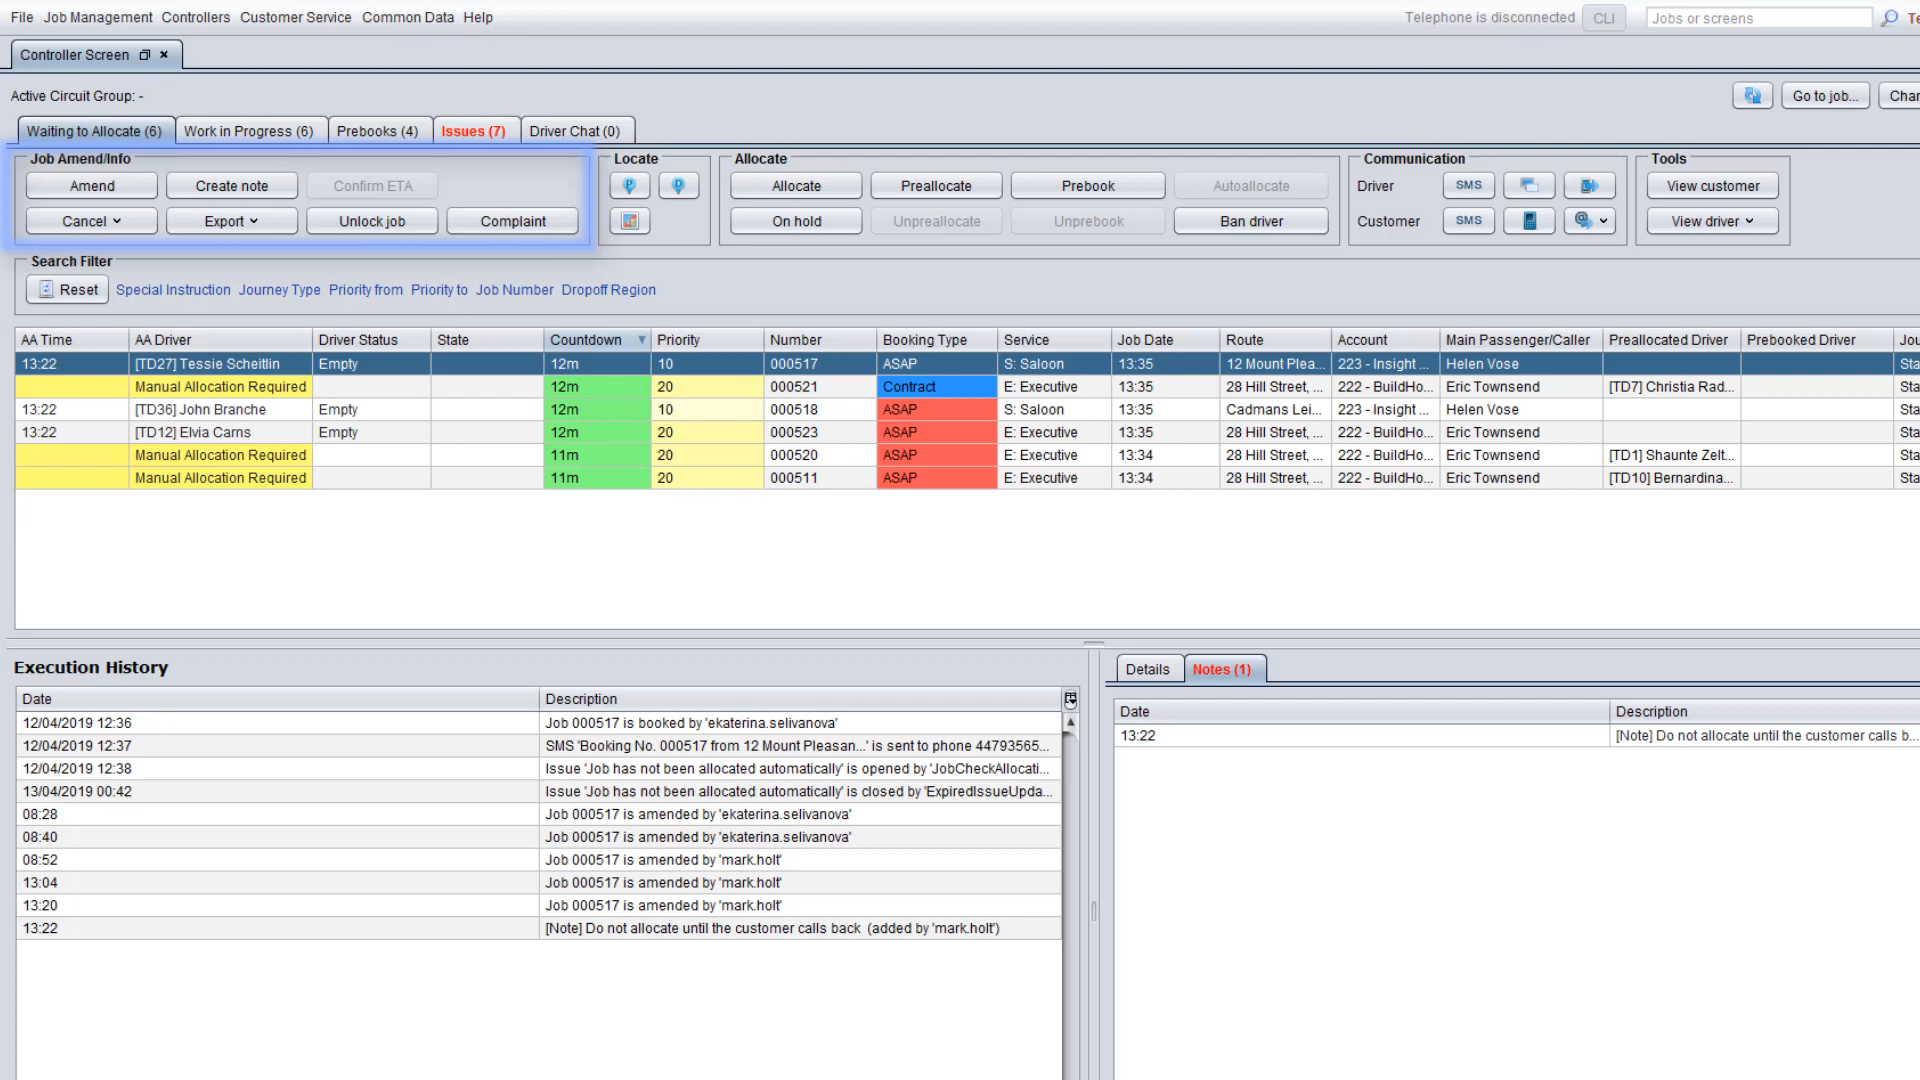 File Job Management Controllers Customer Service Common Data Help
Telephone is disconnected CLI Jobs or screens Te
Controller Screen
Active Circuit Group: -
Go to job... Char
Waiting to Allocate (6) Work in Progress (6) Prebooks (4) Issues (7) Driver Chat (0)
Job Amend/Info Locate Allocate Communication Tools
Amend Create note Confirm ETA P D Allocate Preallocate Prebook Autoallocate Driver SMS View customer
Cancel Export Unlock job Complaint On hold Unpreallocate Unprebook Ban driver Customer SMS View driver
Search Filter
Reset Special Instruction Journey Type Priority from Priority to Job Number Dropoff Region
AA Time AA Driver Driver Status State Countdown Priority Number Booking Type Service Job Date Route Account Main Passenger/Caller Preallocated Driver Prebooked Driver Jou
13:22 [TD27] Tessie Scheitlin Empty 12m 10 000517 ASAP S: Saloon 13:35 12 Mount Plea... 223 - Insight ... Helen Vose Sta
Manual Allocation Required 12m 20 000521 Contract E: Executive 13:35 28 Hill Street, ... 222 - BuildHo... Eric Townsend [TD7] Christia Rad... Sta
13:22 [TD36] John Branche Empty 12m 10 000518 ASAP S: Saloon 13:35 Cadmans Lei... 223 - Insight ... Helen Vose Sta
13:22 [TD12] Elvia Carns Empty 12m 20 000523 ASAP E: Executive 13:35 28 Hill Street, ... 222 - BuildHo... Eric Townsend Sta
Manual Allocation Required 11m 20 000520 ASAP E: Executive 13:34 28 Hill Street, ... 222 - BuildHo... Eric Townsend [TD1] Shaunte Zelt... Sta
Manual Allocation Required 11m 20 000511 ASAP E: Executive 13:34 28 Hill Street, ... 222 - BuildHo... Eric Townsend [TD10] Bernardina... Sta
Execution History
Date Description
12/04/2019 12:36 Job 000517 is booked by 'ekaterina.selivanova'
12/04/2019 12:37 SMS 'Booking No. 000517 from 12 Mount Pleasan...' is sent to phone 44793565...
12/04/2019 12:38 Issue 'Job has not been allocated automatically' is opened by 'JobCheckAllocati...
13/04/2019 00:42 Issue 'Job has not been allocated automatically' is closed by 'ExpiredIssueUpda...
08:28 Job 000517 is amended by 'ekaterina.selivanova'
08:40 Job 000517 is amended by 'ekaterina.selivanova'
08:52 Job 000517 is amended by 'mark.holt'
13:04 Job 000517 is amended by 'mark.holt'
13:20 Job 000517 is amended by 'mark.holt'
13:22 [Note] Do not allocate until the customer calls back (added by 'mark.holt')
Details Notes (1)
Date Description
13:22 [Note] Do not allocate until the customer calls b...